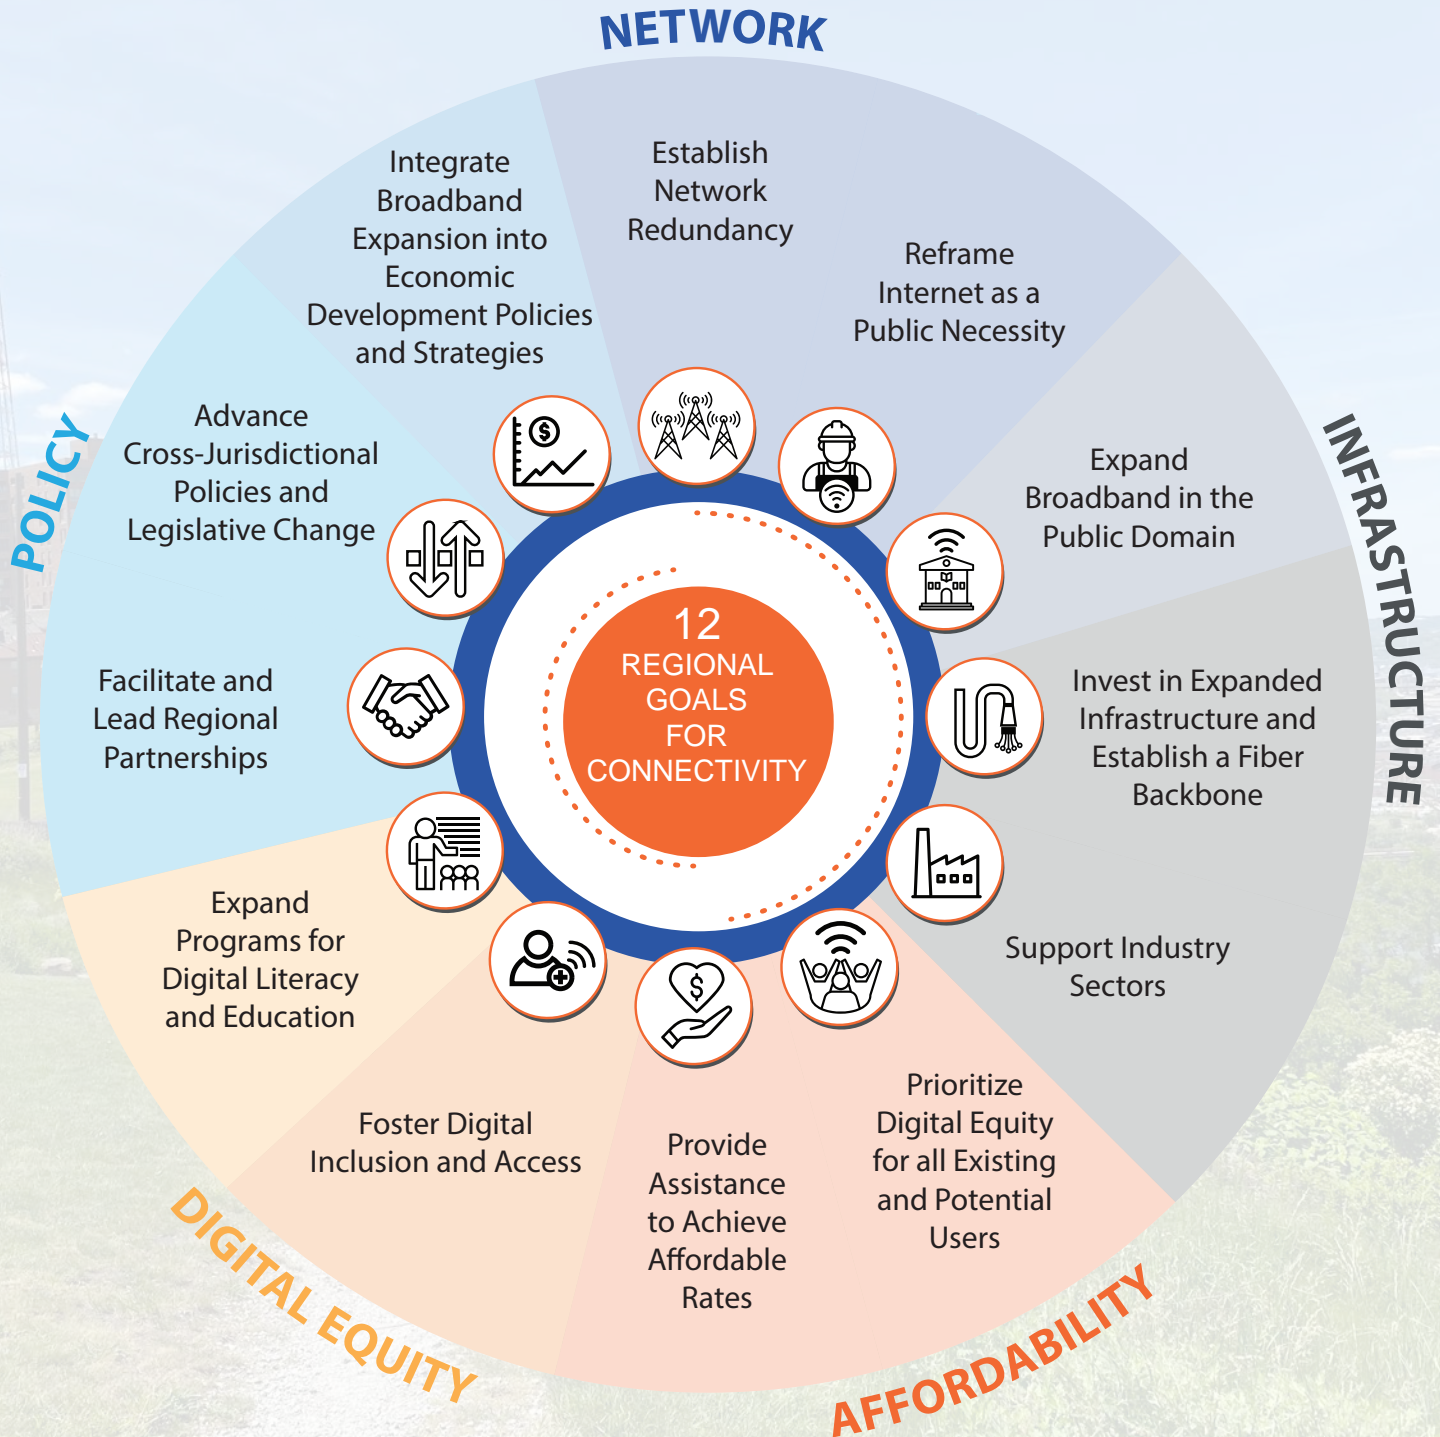 NETWORK
Establish
Network
Redundancy
Reframe
Internet as a
Public Necessity
INFRASTRUCTURE
Expand
Broadband in the
Public Domain
Invest in Expanded
Infrastructure and
Establish a Fiber
Backbone
Support Industry
Sectors
AFFORDABILITY
Prioritize
Digital Equity
for all Existing
and Potential
Users
Provide
Assistance
to Achieve
Affordable
Rates
DIGITAL EQUITY
Foster Digital
Inclusion and Access
Expand
Programs for
Digital Literacy
and Education
POLICY
Facilitate and
Lead Regional
Partnerships
Advance
Cross-Jurisdictional
Policies and
Legislative Change
Integrate
Broadband
Expansion into
Economic
Development Policies
and Strategies
$
$
12
REGIONAL
GOALS
FOR
CONNECTIVITY